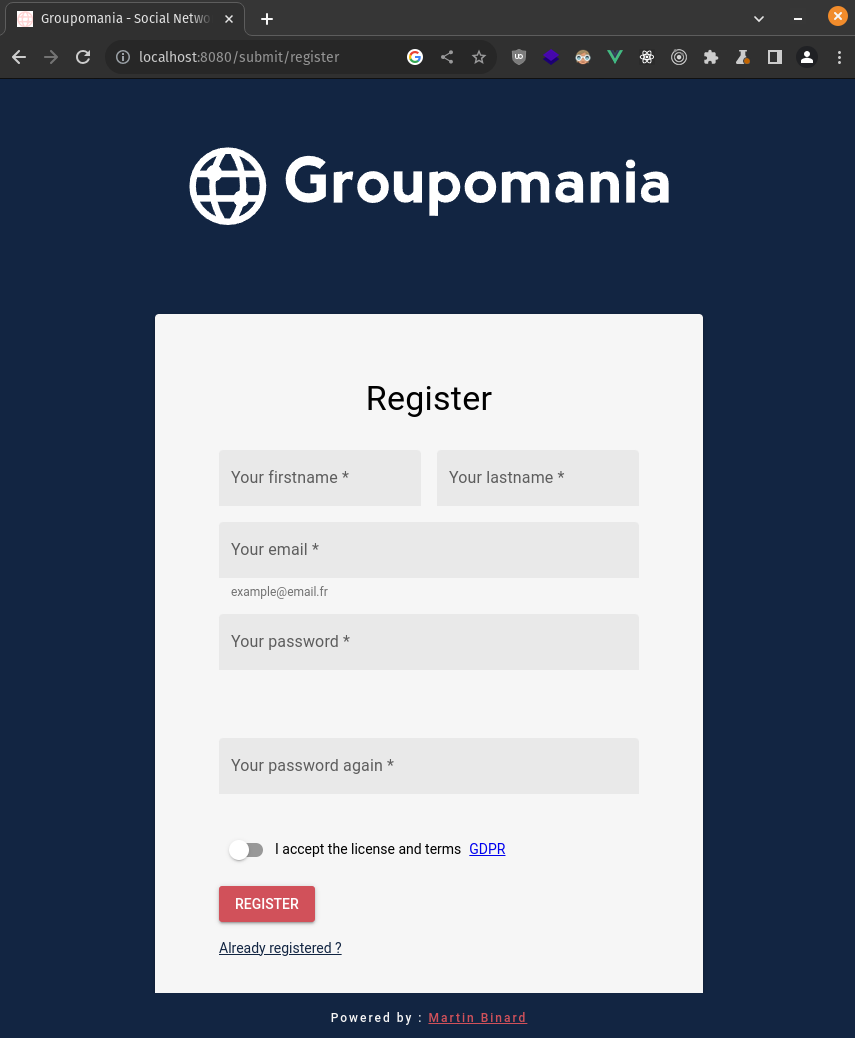 Groupomania - Social Netwo
localhost:8080/submit/register
Groupomania
Register
Your firstname * Your lastname *
Your email *
example@email.fr
Your password *
Your password again *
I accept the license and terms GDPR
REGISTER
Already registered ?
Powered by : Martin Binard